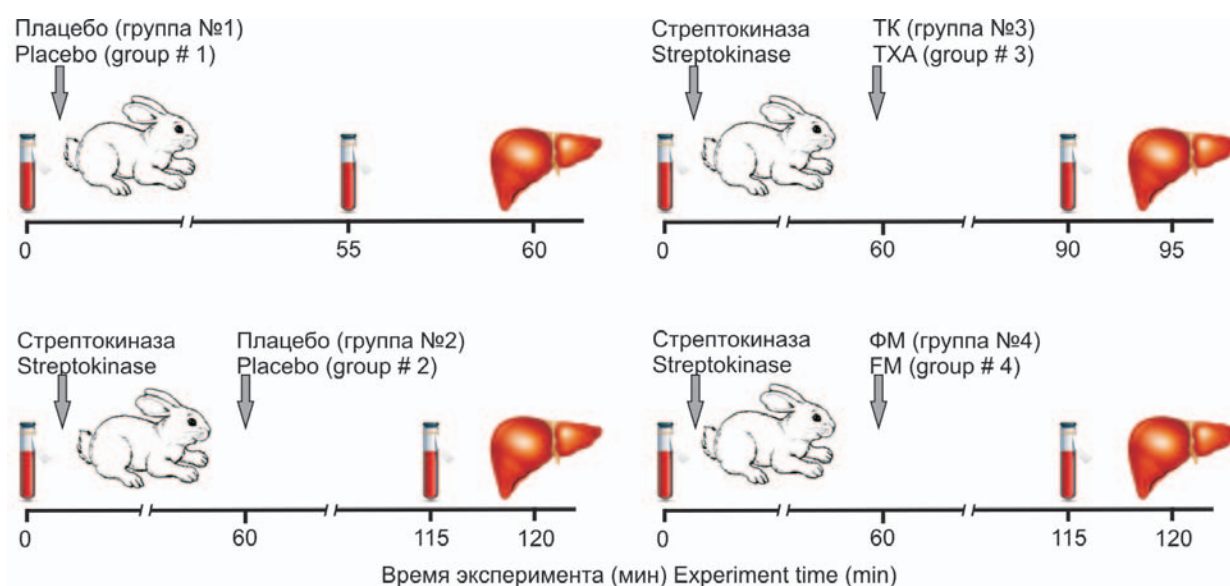 Плацебо (группа №1)
Placebo (group # 1)
0
55
60
Стрептокиназа
Streptokinase
ТК (группа №3)
TXA (group # 3)
0
60
90
95
Стрептокиназа
Streptokinase
Плацебо (группа №2)
Placebo (group # 2)
0
60
115
120
Стрептокиназа
Streptokinase
ФМ (группа №4)
FM (group # 4)
0
60
115
120
Время эксперимента (мин) Experiment time (min)